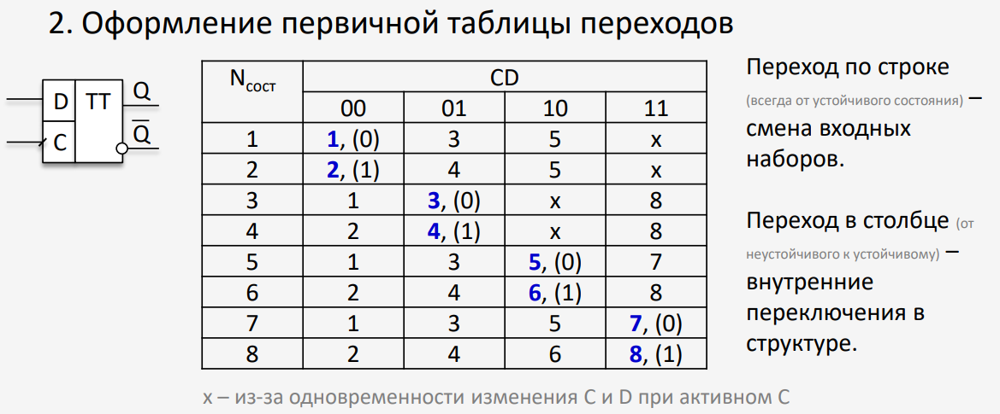 2. Оформление первичной таблицы переходов
D TT Q
C Q
Nсост CD
00 01 10 11
1 1, (0) 3 5 x
2 2, (1) 4 5 x
3 1 3, (0) x 8
4 2 4, (1) x 8
5 1 3 5, (0) 7
6 2 4 6, (1) 8
7 1 3 5 7, (0)
8 2 4 6 8, (1)
Переход по строке
(всегда от устойчивого состояния) –
смена входных
наборов.
Переход в столбце (от
неустойчивого к устойчивому) –
внутренние
переключения в
структуре.
x – из-за одновременности изменения C и D при активном C